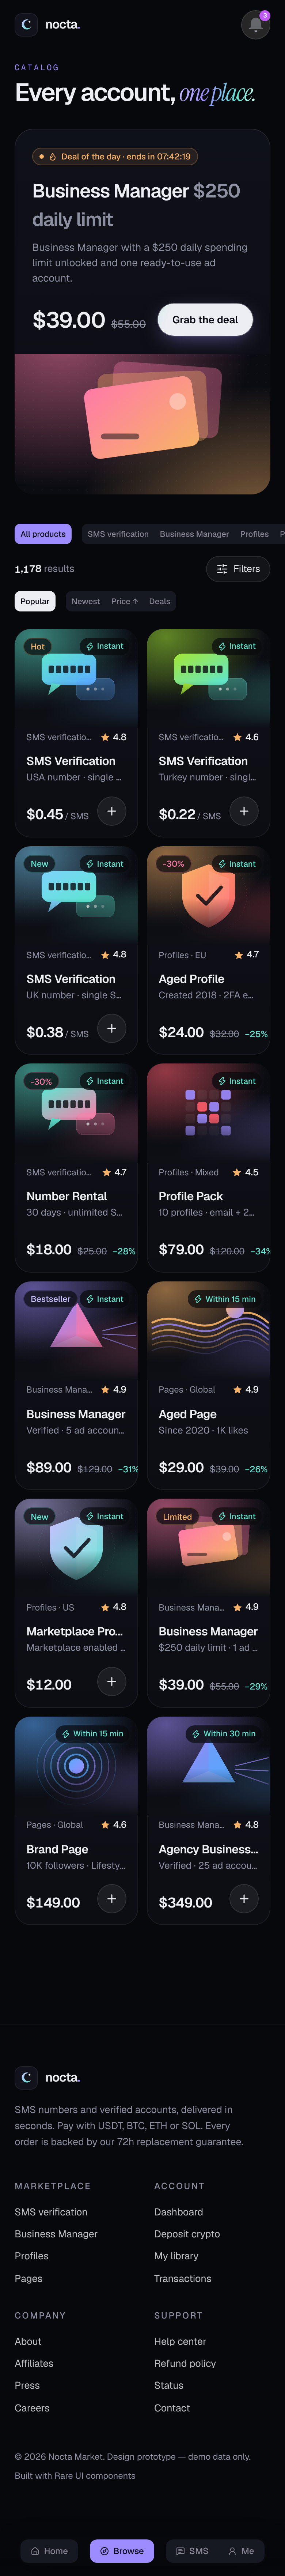 nocta.
3
CATALOG
Every account, one place.
Deal of the day · ends in 07:42:19
Business Manager $250
daily limit
Business Manager with a $250 daily spending
limit unlocked and one ready-to-use ad
account.
$39.00 $55.00 Grab the deal
All products SMS verification Business Manager Profiles P
1,178 results Filters
Popular Newest Price ↑ Deals
Hot Instant
SMS verificatio... 4.8
SMS Verification
USA number · single ...
$0.45 / SMS
Instant
SMS verificatio... 4.6
SMS Verification
Turkey number · singl...
$0.22 / SMS
New Instant
SMS verificatio... 4.8
SMS Verification
UK number · single S...
$0.38 / SMS
-30% Instant
Profiles · EU 4.7
Aged Profile
Created 2018 · 2FA e...
$24.00 $32.00 −25%
-30% Instant
SMS verificatio... 4.7
Number Rental
30 days · unlimited S...
$18.00 $25.00 −28%
Instant
Profiles · Mixed 4.5
Profile Pack
10 profiles · email + 2...
$79.00 $120.00 −34%
Bestseller Instant
Business Mana... 4.9
Business Manager
Verified · 5 ad accoun...
$89.00 $129.00 −31%
Within 15 min
Pages · Global 4.9
Aged Page
Since 2020 · 1K likes
$29.00 $39.00 −26%
New Instant
Profiles · US 4.8
Marketplace Pro...
Marketplace enabled ...
$12.00
Limited Instant
Business Mana... 4.9
Business Manager
$250 daily limit · 1 ad ...
$39.00 $55.00 −29%
Within 15 min
Pages · Global 4.6
Brand Page
10K followers · Lifesty...
$149.00
Within 30 min
Business Mana... 4.8
Agency Business...
Verified · 25 ad accou...
$349.00
nocta.
SMS numbers and verified accounts, delivered in
seconds. Pay with USDT, BTC, ETH or SOL. Every
order is backed by our 72h replacement guarantee.
MARKETPLACE
SMS verification
Business Manager
Profiles
Pages
ACCOUNT
Dashboard
Deposit crypto
My library
Transactions
COMPANY
About
Affiliates
Press
Careers
SUPPORT
Help center
Refund policy
Status
Contact
© 2026 Nocta Market. Design prototype — demo data only.
Built with Rare UI components
Home Browse SMS Me